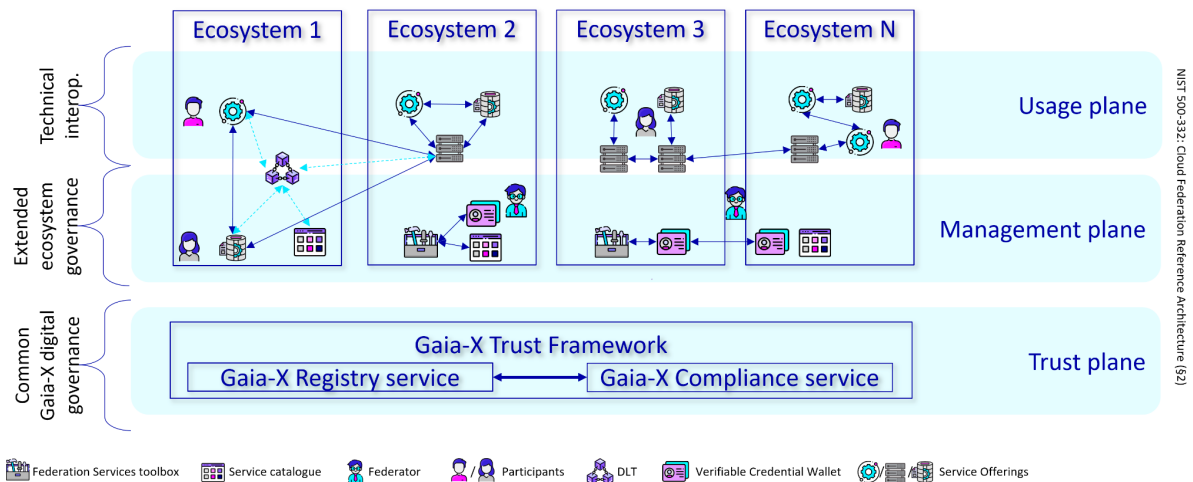 Ecosystem 1
Ecosystem 2
Ecosystem 3
Ecosystem N
Technical
interop.
Usage plane
Extended
ecosystem
governance
Management plane
Common
Gaia-X digital
governance
Gaia-X Trust Framework
Gaia-X Registry service
Gaia-X Compliance service
Trust plane
NIST 500-332: Cloud Federation Reference Architecture (§2)
Federation Services toolbox
Service catalogue
Federator
/
Participants
DLT
Verifiable Credential Wallet
/
/
Service Offerings